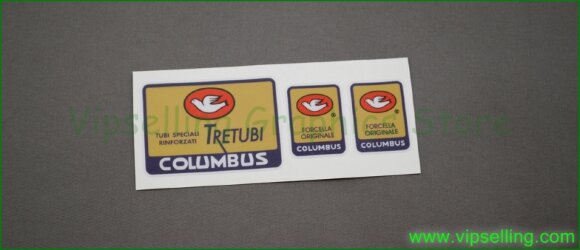 TUBI SPECIALI
RINFORZATI
TRETUBI
COLUMBUS
®
FORCELLA
ORIGINALE
COLUMBUS
®
FORCELLA
ORIGINALE
COLUMBUS
Vipselling Graphics Store
www.vipselling.com